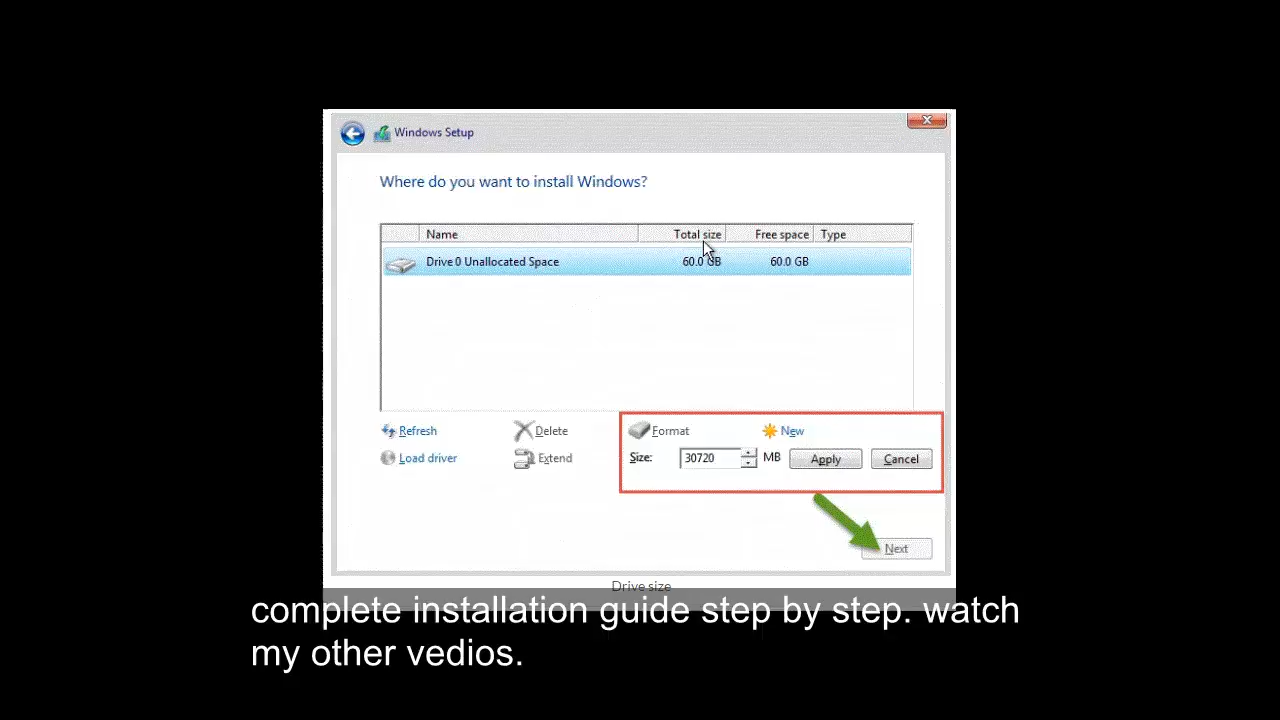 Windows Setup
Where do you want to install Windows?
Name Total size Free space Type
Drive 0 Unallocated Space 60.0 GB 60.0 GB
Refresh Delete Format New
Load driver Extend Size: 30720 MB Apply Cancel
Next
Drive size
complete installation guide step by step. watch
my other vedios.